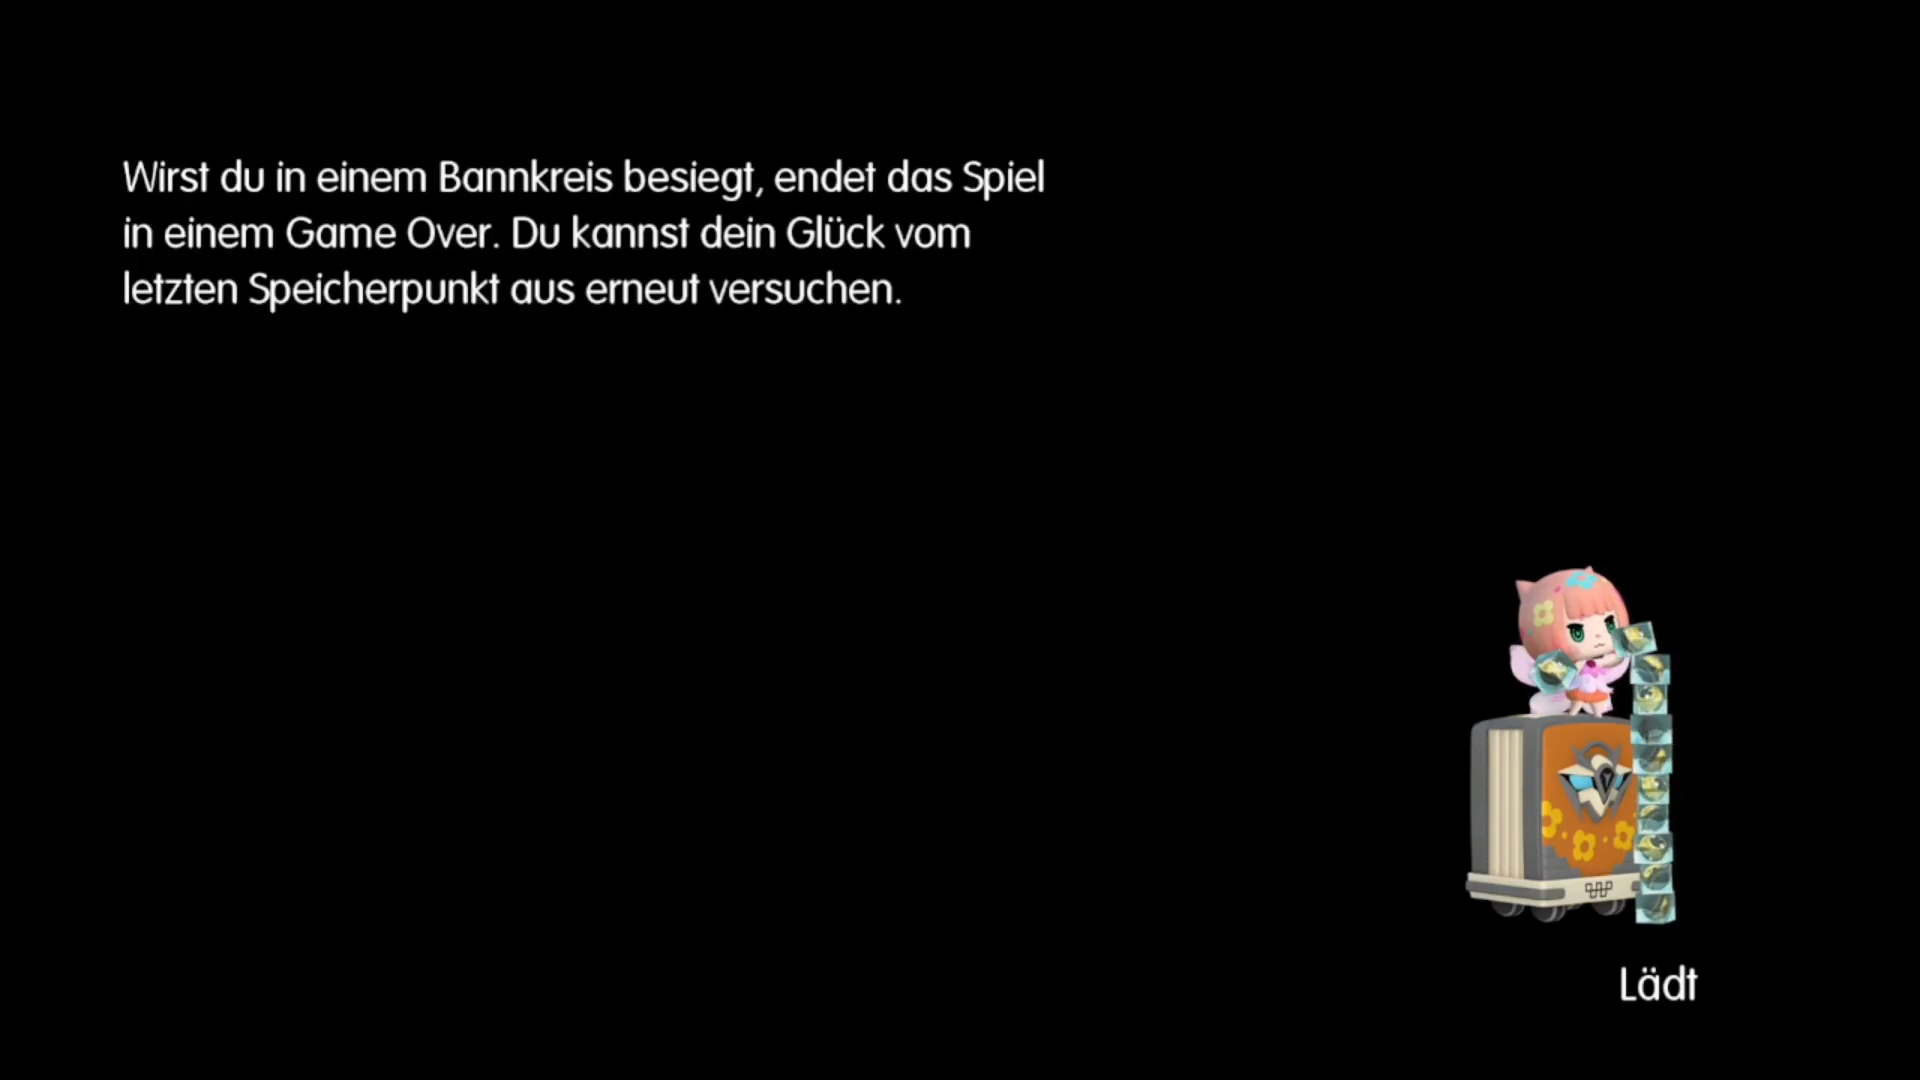 Wirst du in einem Bannkreis besiegt, endet das Spiel
in einem Game Over. Du kannst dein Glück vom
letzten Speicherpunkt aus erneut versuchen.
Lädt